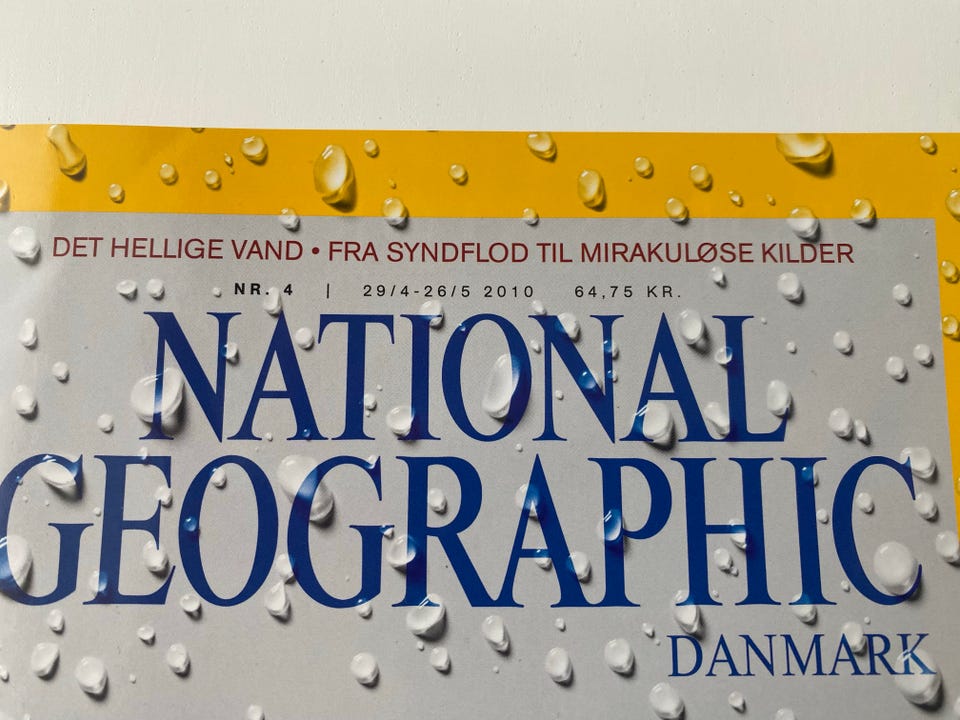 DET HELLIGE VAND • FRA SYNDFLOD TIL MIRAKULØSE KILDER
NR. 4 | 29/4-26/5 2010 64,75 KR.
NATIONAL
GEOGRAPHIC
DANMARK